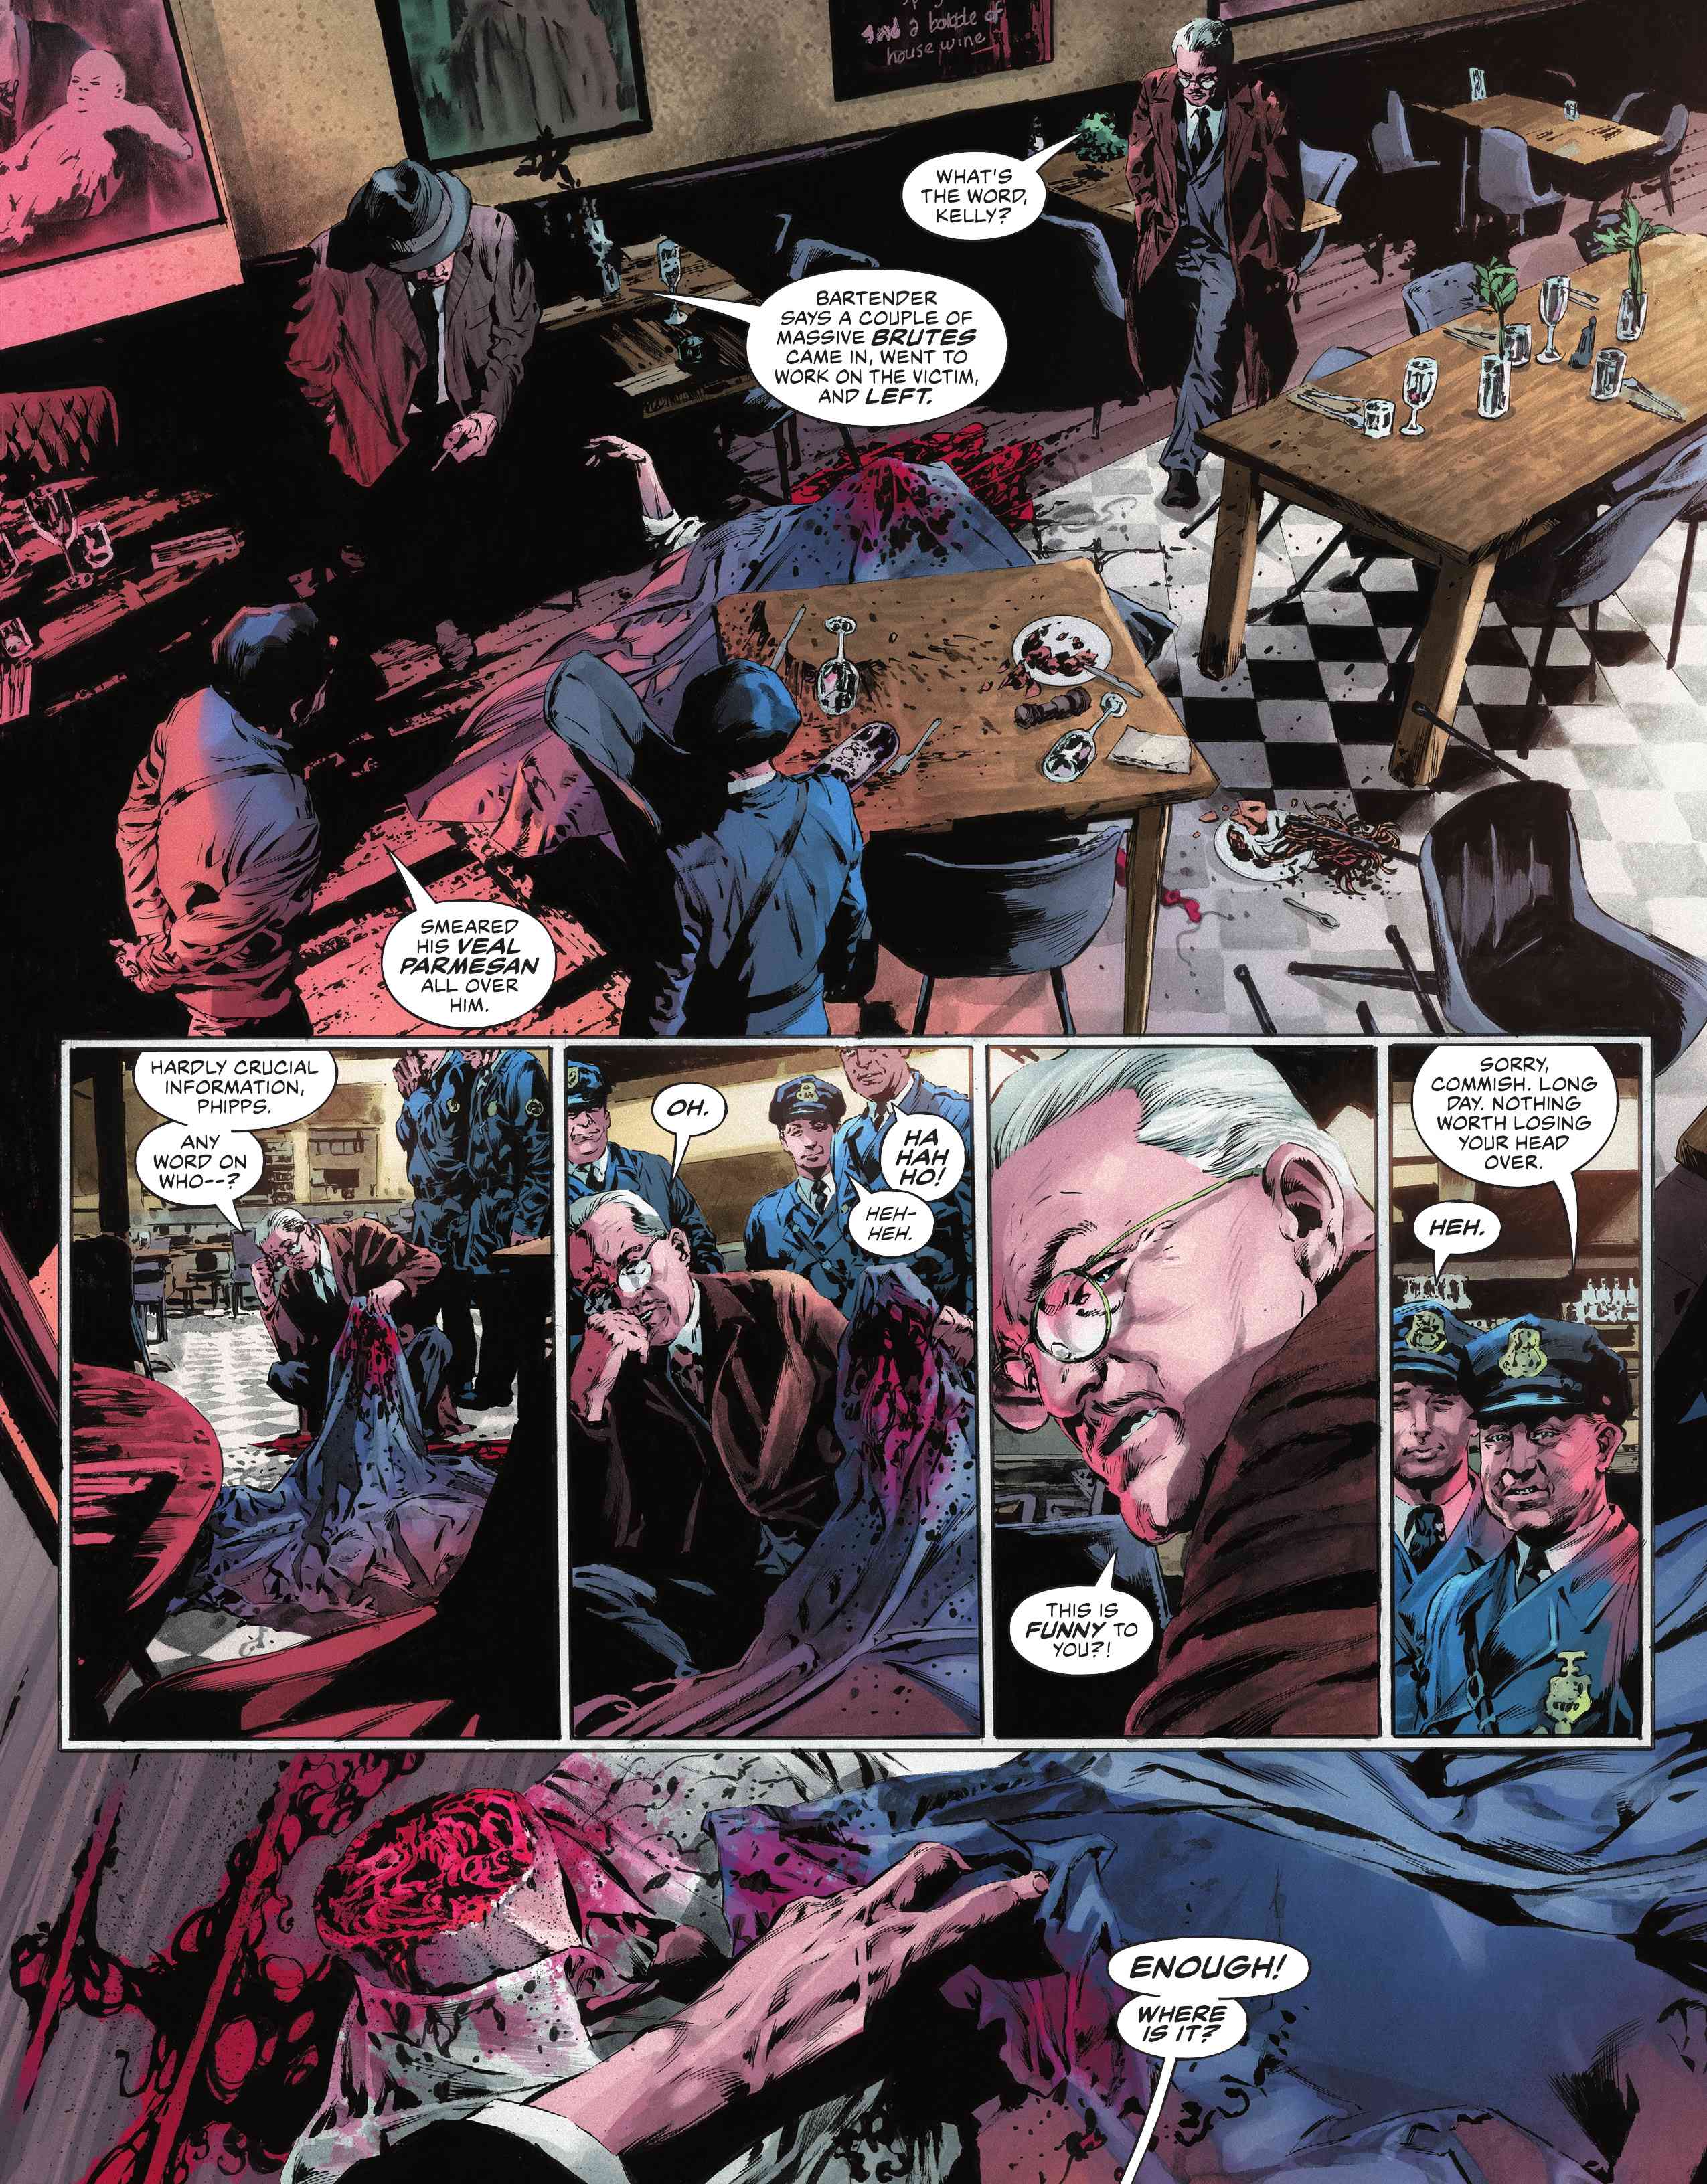 and a bottle of
house wine
WHAT'S
THE WORD,
KELLY?
BARTENDER
SAYS A COUPLE OF
MASSIVE BRUTES
CAME IN, WENT TO
WORK ON THE VICTIM,
AND LEFT.
SMEARED
HIS VEAL
PARMESAN
ALL OVER
HIM.
HARDLY CRUCIAL
INFORMATION,
PHIPPS.
ANY
WORD ON
WHO--?
OH.
HA
HAH
HO!
HEH-
HEH.
THIS IS
FUNNY TO
YOU?!
SORRY,
COMMISH. LONG
DAY. NOTHING
WORTH LOSING
YOUR HEAD
OVER.
HEH.
ENOUGH!
WHERE
IS IT?